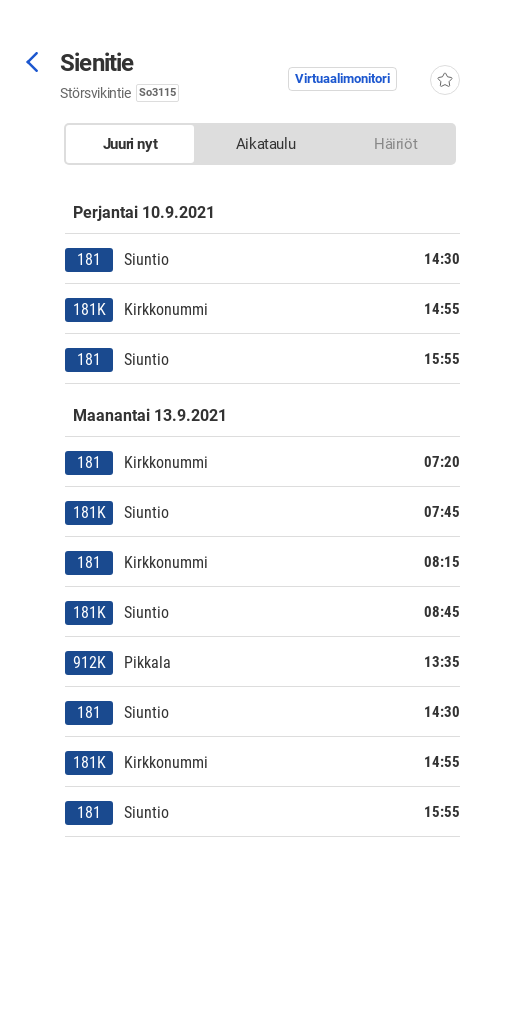 Sienitie
Störsvikintie So3115
Virtuaalimonitori
Juuri nyt Aikataulu Häiriöt
Perjantai 10.9.2021
181 Siuntio 14:30
181K Kirkkonummi 14:55
181 Siuntio 15:55
Maanantai 13.9.2021
181 Kirkkonummi 07:20
181K Siuntio 07:45
181 Kirkkonummi 08:15
181K Siuntio 08:45
912K Pikkala 13:35
181 Siuntio 14:30
181K Kirkkonummi 14:55
181 Siuntio 15:55